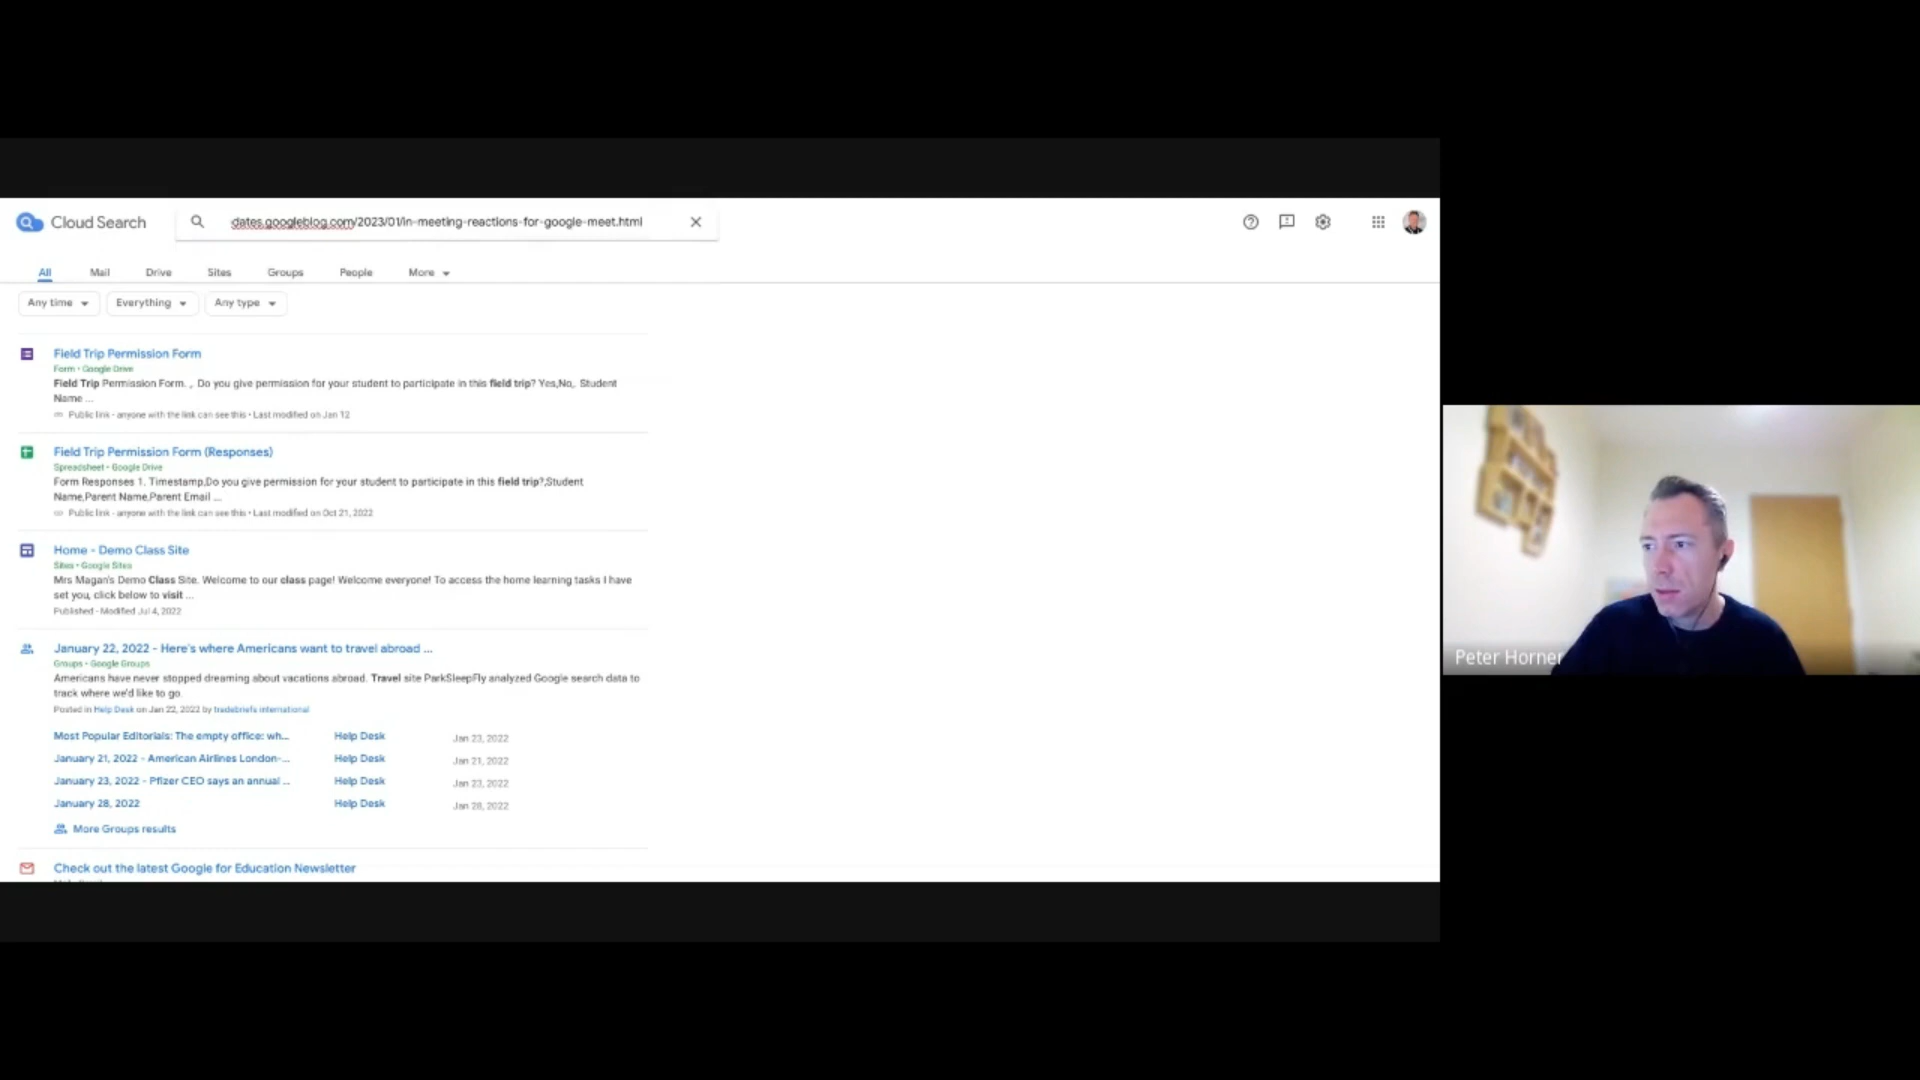 Cloud Search
dates.googleblog.com/2023/01/in-meeting-reactions-for-google-meet.html
All Mail Drive Sites Groups People More
Any time Everything Any type
Field Trip Permission Form
Form • Google Drive
Field Trip Permission Form. , Do you give permission for your student to participate in this field trip? Yes,No,. Student
Name ...
Public link - anyone with the link can see this • Last modified on Jan 12
Field Trip Permission Form (Responses)
Spreadsheet • Google Drive
Form Responses 1. Timestamp,Do you give permission for your student to participate in this field trip?,Student
Name,Parent Name,Parent Email ...
Public link - anyone with the link can see this • Last modified on Oct 21, 2022
Home - Demo Class Site
Sites • Google Sites
Mrs Magan's Demo Class Site. Welcome to our class page! Welcome everyone! To access the home learning tasks I have
set you, click below to visit ...
Published - Modified Jul 4, 2022
January 22, 2022 - Here's where Americans want to travel abroad ...
Groups • Google Groups
Americans have never stopped dreaming about vacations abroad. Travel site ParkSleepFly analyzed Google search data to
track where we'd like to go.
Posted in Help Desk on Jan 22, 2022 by tradebriefs international
Most Popular Editorials: The empty office: wh... Help Desk Jan 23, 2022
January 21, 2022 - American Airlines London-... Help Desk Jan 21, 2022
January 23, 2022 - Pfizer CEO says an annual ... Help Desk Jan 23, 2022
January 28, 2022 Help Desk Jan 28, 2022
More Groups results
Check out the latest Google for Education Newsletter
Peter Horner